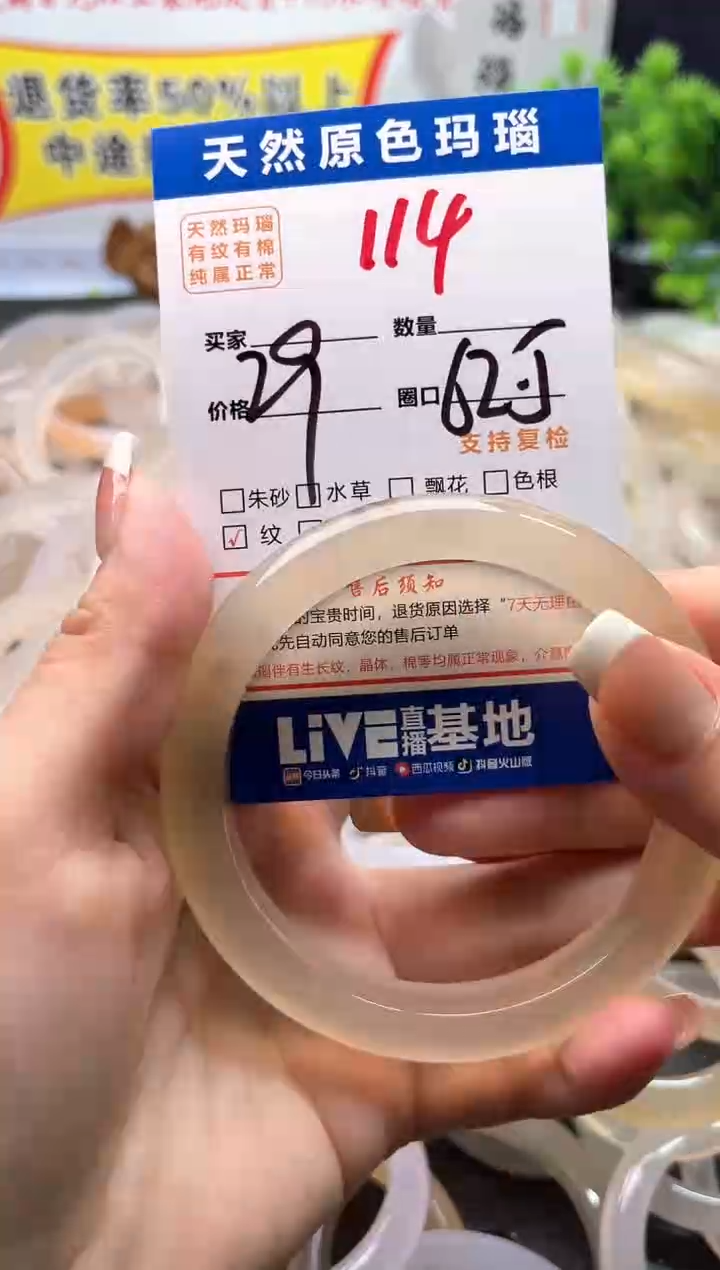 退货率50%以上
中途
天然原色玛瑙
天然玛瑙
有纹有棉
纯属正常
114
买家 数量
价格 29 圈口 62.5
支持复检
朱砂 水草 飘花 色根
√ 纹
售后须知
的宝贵时间，退货原因选择“7天无理由
先自动同意您的售后订单
伴有生长纹、晶体、棉等均属正常现象，介意
LiVE直播基地
今日头条 抖音 西瓜视频 抖音火山版